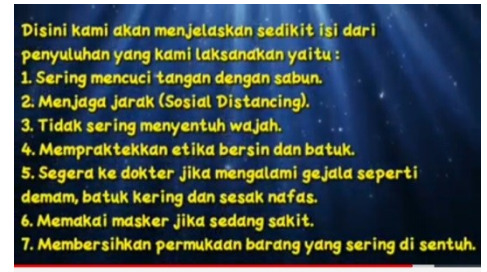 Disini kami akan menjelaskan sedikit isi dari
penyuluhan yang kami laksanakan yaitu :
1. Sering mencuci tangan dengan sabun.
2. Menjaga jarak (Sosial Distancing).
3. Tidak sering menyentuh wajah.
4. Mempraktekkan etika bersin dan batuk.
5. Segera ke dokter jika mengalami gejala seperti
demam, batuk kering dan sesak nafas.
6. Memakai masker jika sedang sakit.
7. Membersihkan permukaan barang yang sering di sentuh.